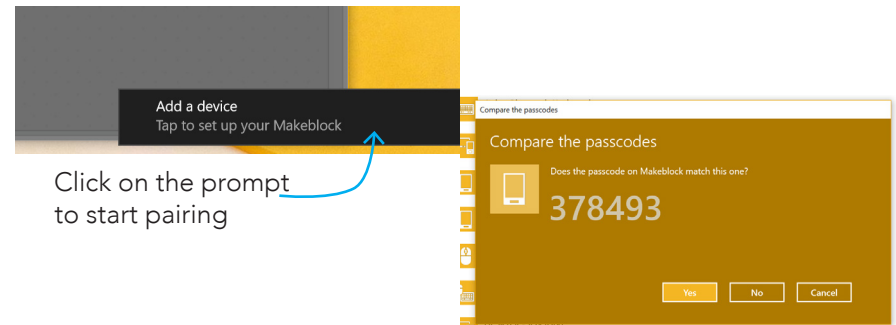 Add a device
Tap to set up your Makeblock
Click on the prompt
to start pairing
Compare the passcodes
Compare the passcodes
Does the passcode on Makeblock match this one?
378493
Yes No Cancel